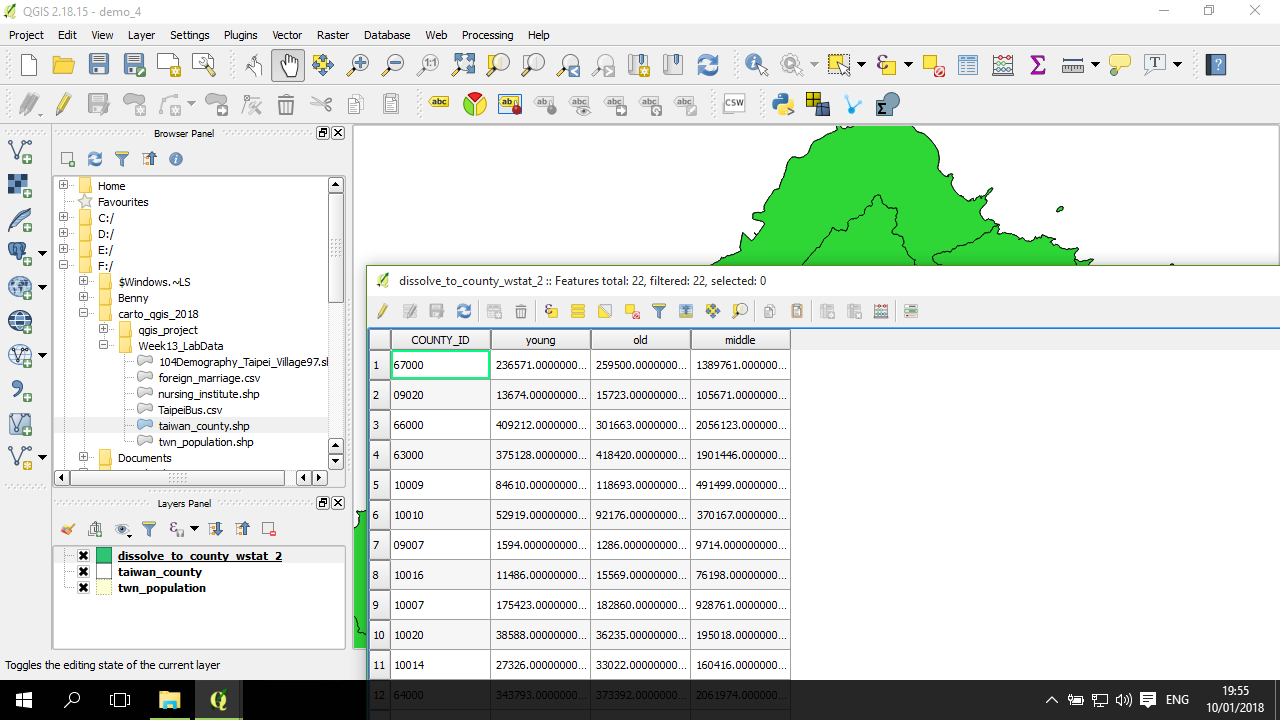 QGIS 2.18.15 - demo_4
Project Edit View Layer Settings Plugins Vector Raster Database Web Processing Help
abc
CSW
Browser Panel
Home
Favourites
C:/
D:/
E:/
F:/
$Windows.~LS
Benny
carto_qgis_2018
qgis_project
Week13_LabData
104Demography_Taipei_Village97.sl
foreign_marriage.csv
nursing_institute.shp
TaipeiBus.csv
taiwan_county.shp
twn_population.shp
Documents
Layers Panel
dissolve_to_county_wstat_2
taiwan_county
twn_population
Toggles the editing state of the current layer
dissolve_to_county_wstat_2 :: Features total: 22, filtered: 22, selected: 0
COUNTY_ID young old middle
1 67000 236571.0000000... 259500.0000000... 1389761.000000...
2 09020 13674.00000000... 15723.0000000... 105671.0000000...
3 66000 409212.0000000... 301663.0000000... 2056123.000000...
4 63000 375128.0000000... 418420.0000000... 1901446.000000...
5 10009 84610.00000000... 118693.0000000... 491499.0000000...
6 10010 52919.00000000... 92176.0000000... 370167.0000000...
7 09007 1594.000000000... 1286.00000000... 9714.000000000...
8 10016 11486.00000000... 15569.0000000... 76198.00000000...
9 10007 175423.0000000... 182860.0000000... 928761.0000000...
10 10020 38588.00000000... 36235.0000000... 195018.0000000...
11 10014 27326.00000000... 33022.0000000... 160416.0000000...
12 64000 343793.0000000... 373392.0000000... 2061974.000000...
ENG
19:55
10/01/2018